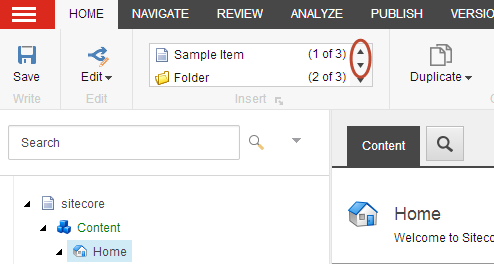 HOME NAVIGATE REVIEW ANALYZE PUBLISH VERSIO
Save
Write
Edit
Edit
Sample Item (1 of 3)
Folder (2 of 3)
Insert
Duplicate
C
Search
sitecore
Content
Home
Content
Home
Welcome to Siteco